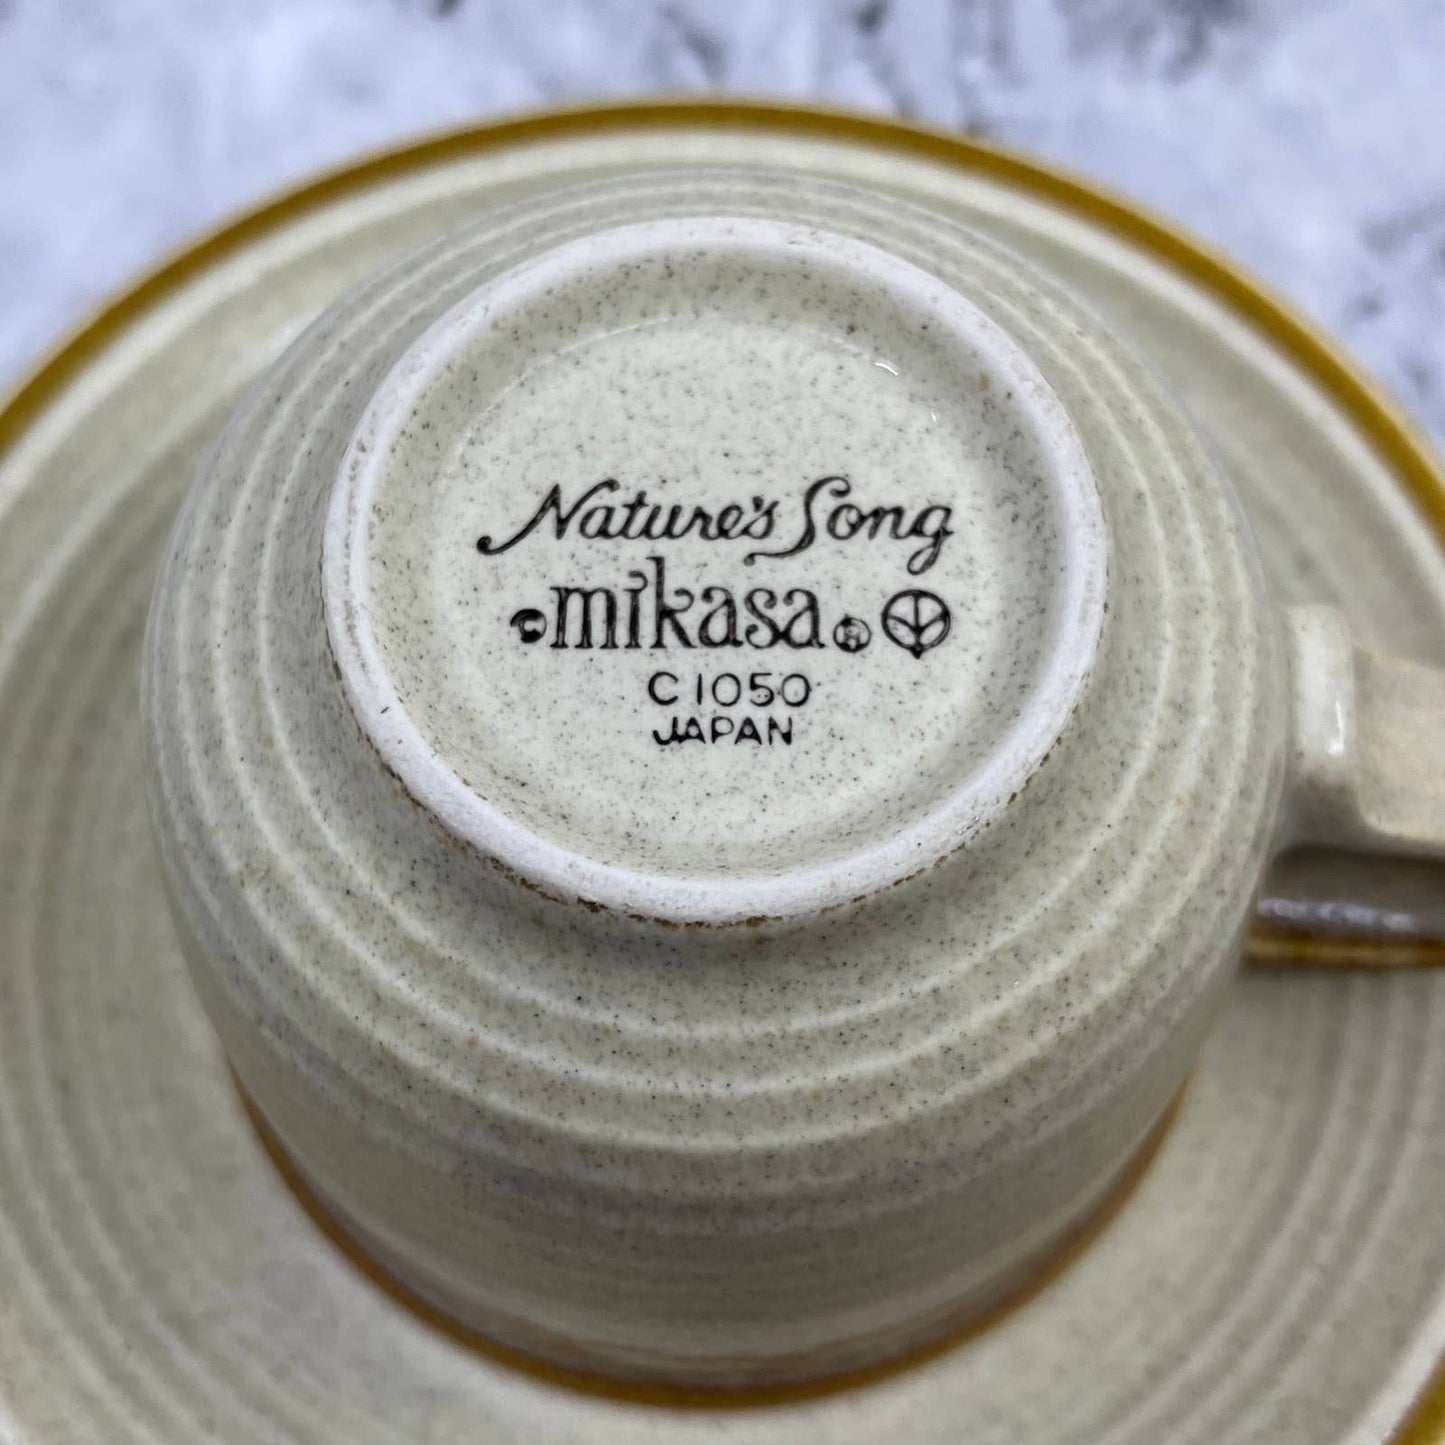 Nature's Song
mikasa
C1050
JAPAN